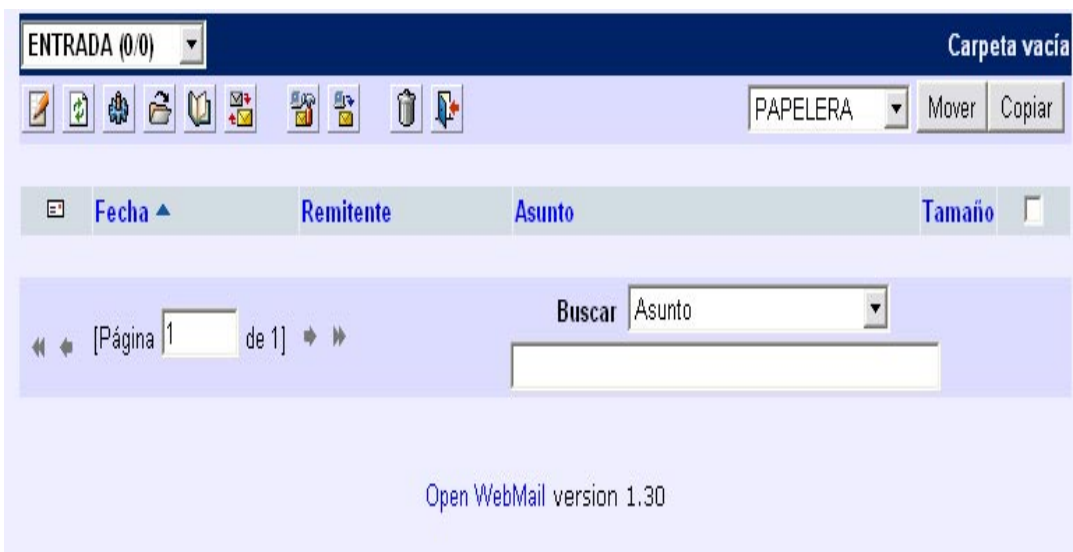 ENTRADA (0/0) Carpeta vacía
PAPELERA Mover Copiar
Fecha Remitente Asunto Tamaño
Buscar Asunto
[Página 1 de 1]
Open WebMail version 1.30